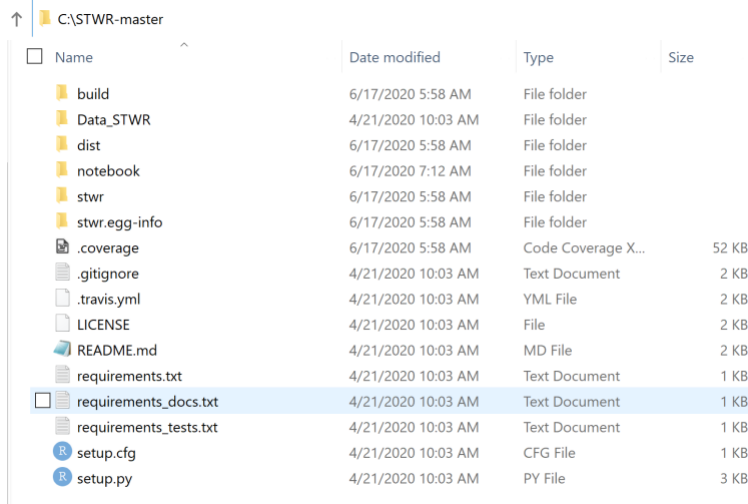 C:\STWR-master
Name Date modified Type Size
build 6/17/2020 5:58 AM File folder
Data_STWR 4/21/2020 10:03 AM File folder
dist 6/17/2020 5:58 AM File folder
notebook 6/17/2020 7:12 AM File folder
stwr 6/17/2020 5:58 AM File folder
stwr.egg-info 6/17/2020 5:58 AM File folder
.coverage 6/17/2020 5:58 AM Code Coverage X... 52 KB
.gitignore 4/21/2020 10:03 AM Text Document 2 KB
.travis.yml 4/21/2020 10:03 AM YML File 2 KB
LICENSE 4/21/2020 10:03 AM File 2 KB
README.md 4/21/2020 10:03 AM MD File 2 KB
requirements.txt 4/21/2020 10:03 AM Text Document 1 KB
requirements_docs.txt 4/21/2020 10:03 AM Text Document 1 KB
requirements_tests.txt 4/21/2020 10:03 AM Text Document 1 KB
R setup.cfg 4/21/2020 10:03 AM CFG File 1 KB
R setup.py 4/21/2020 10:03 AM PY File 3 KB